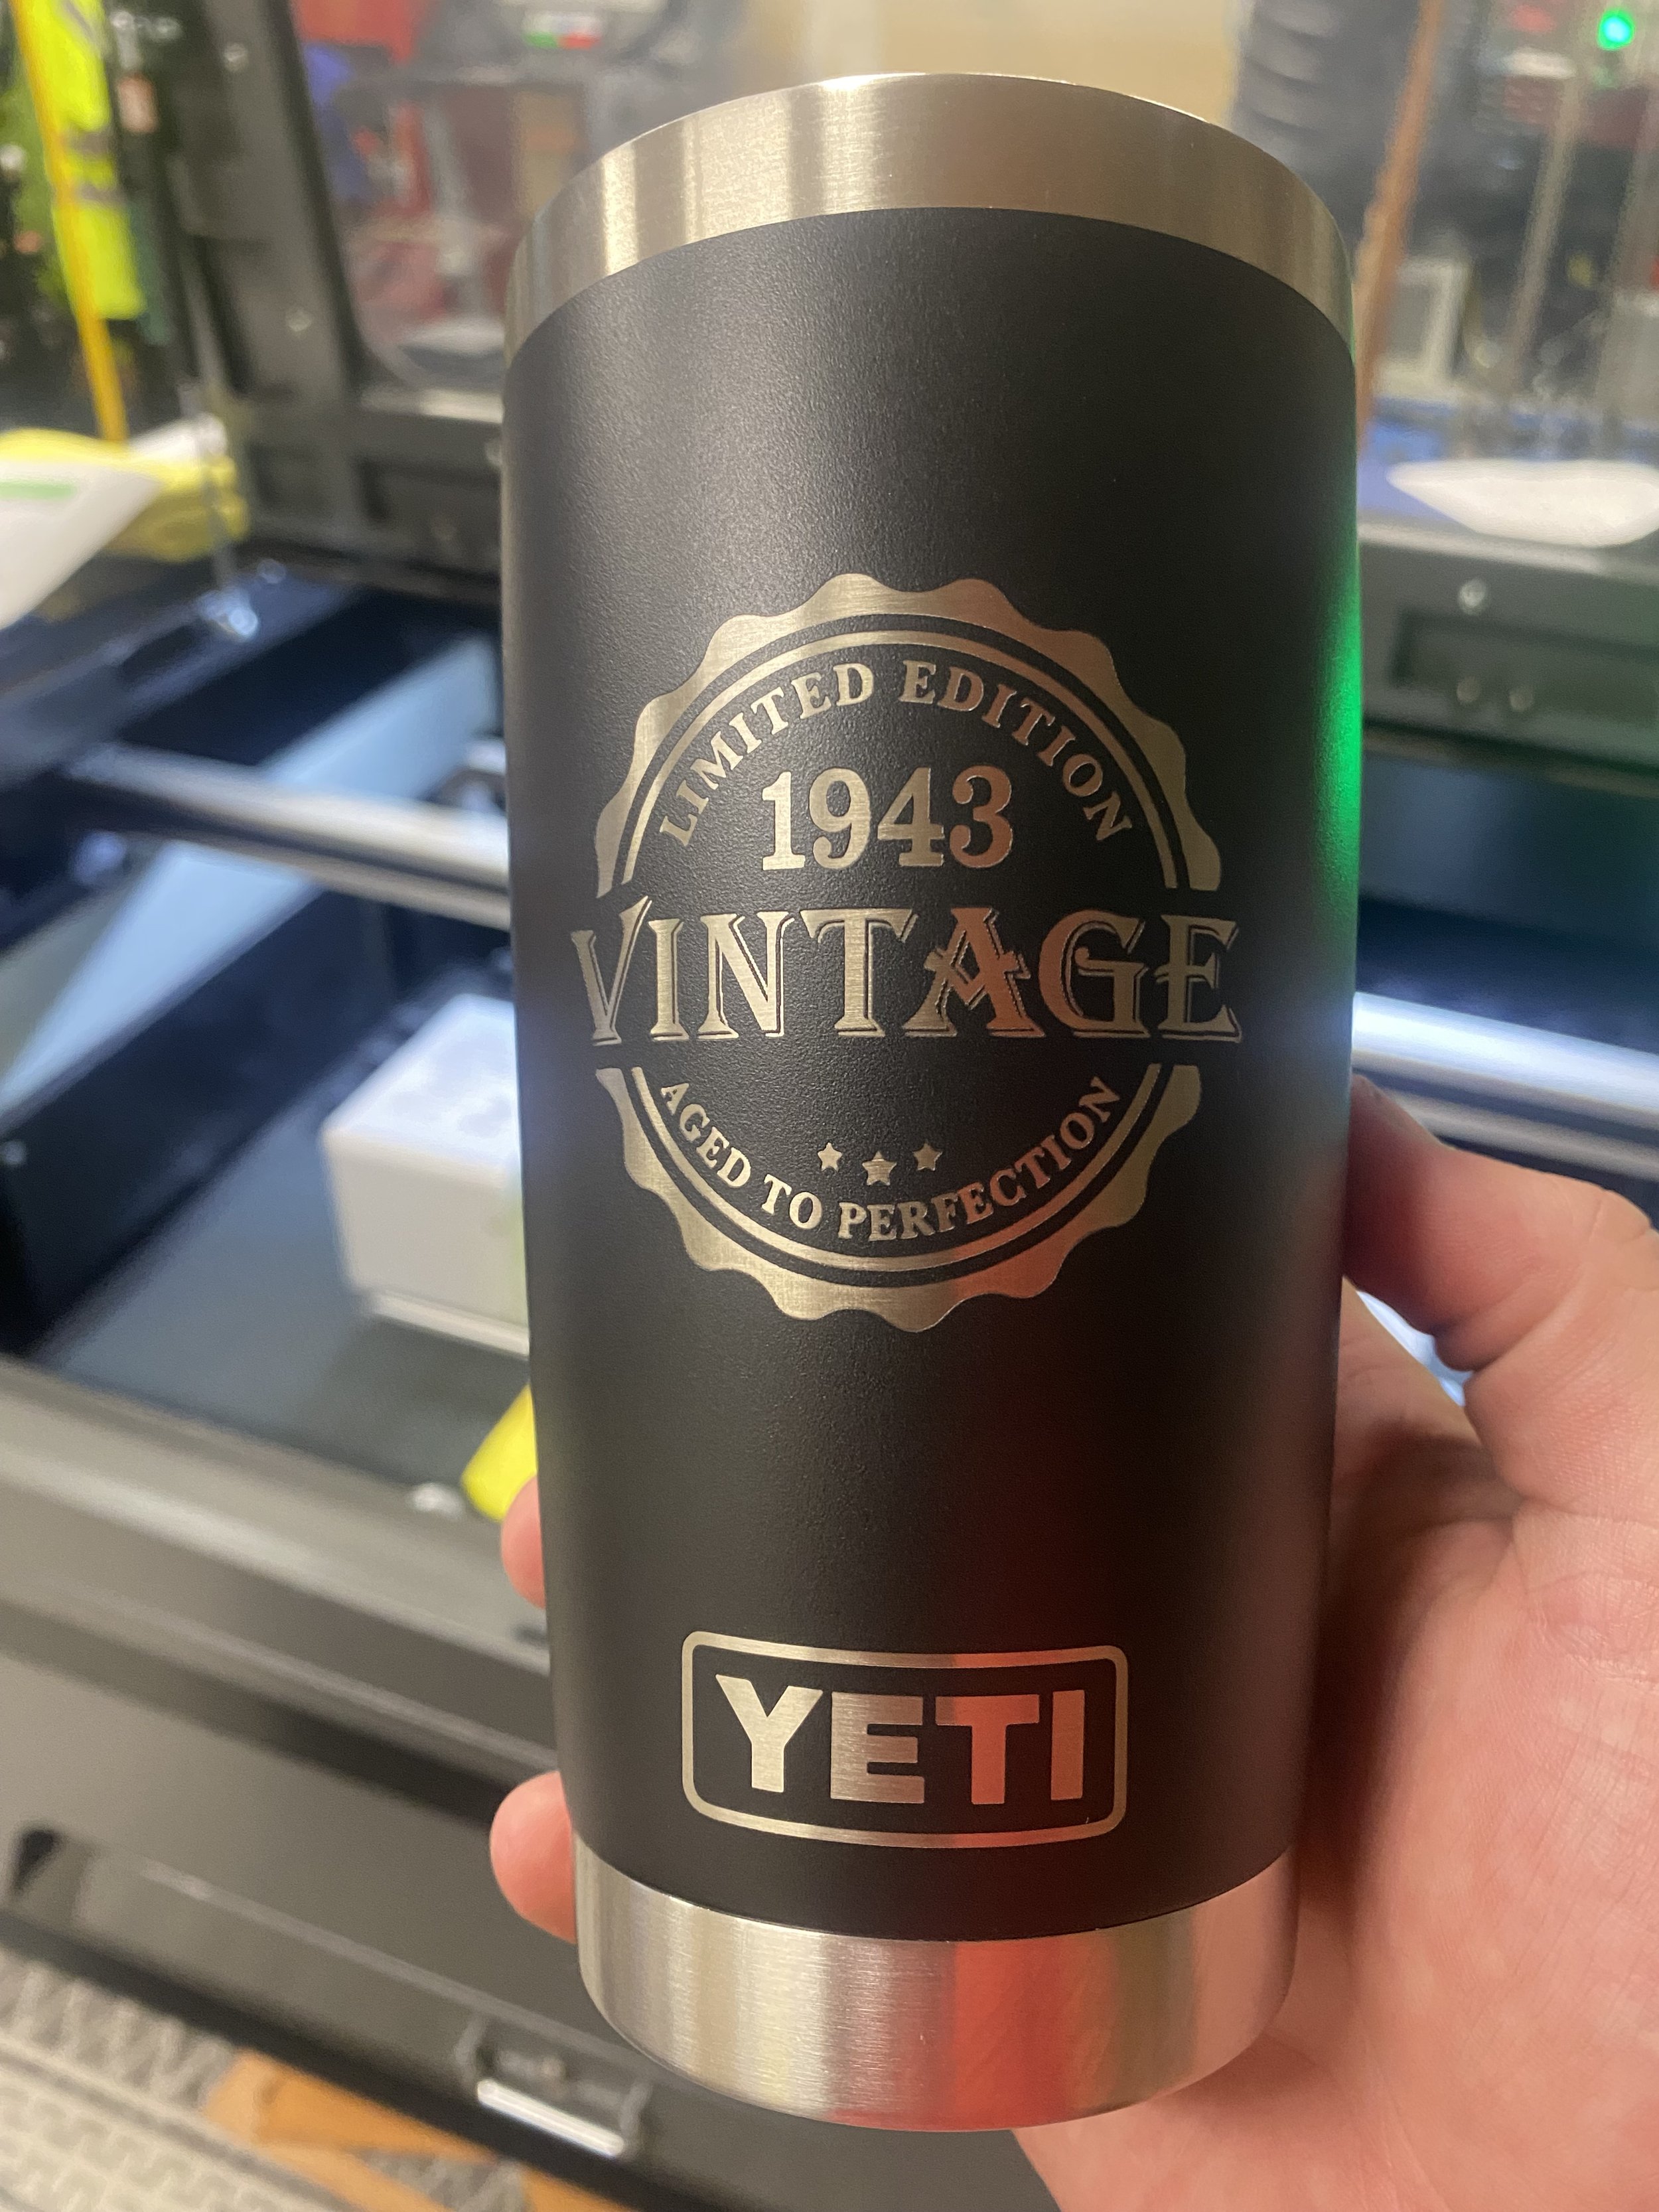 LIMITED EDITION
1943
VINTAGE
AGED TO PERFECTION
YETI